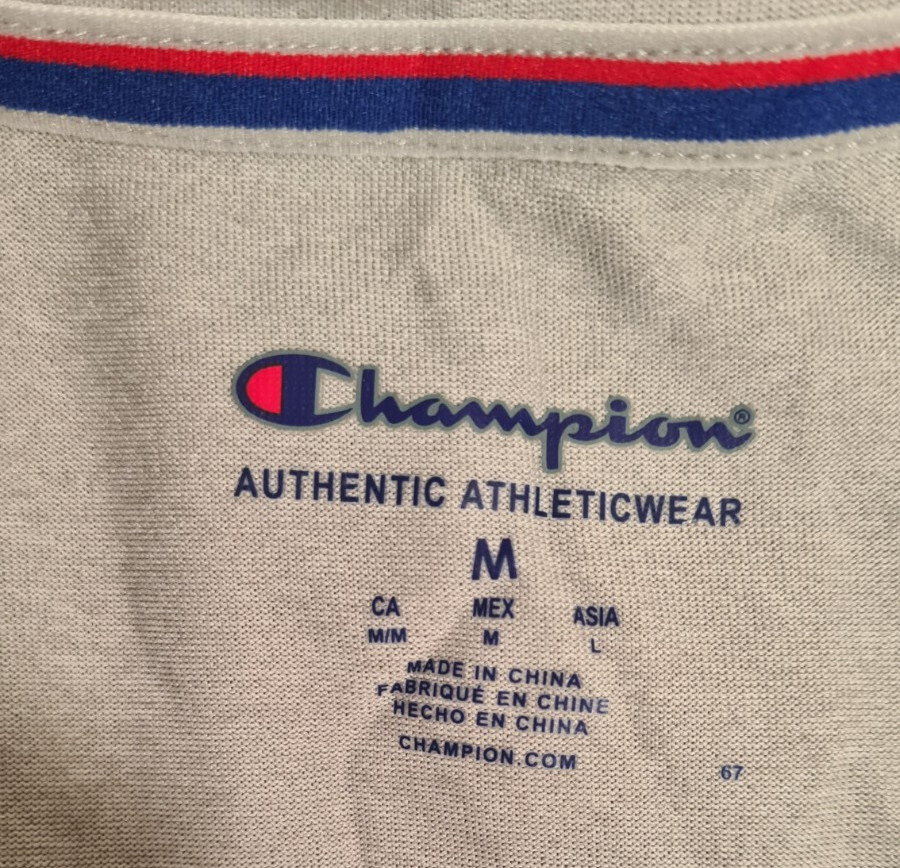 Champion®
AUTHENTIC ATHLETICWEAR
M
CA MEX ASIA
M/M M L
MADE IN CHINA
FABRIQUÉ EN CHINE
HECHO EN CHINA
CHAMPION.COM
67